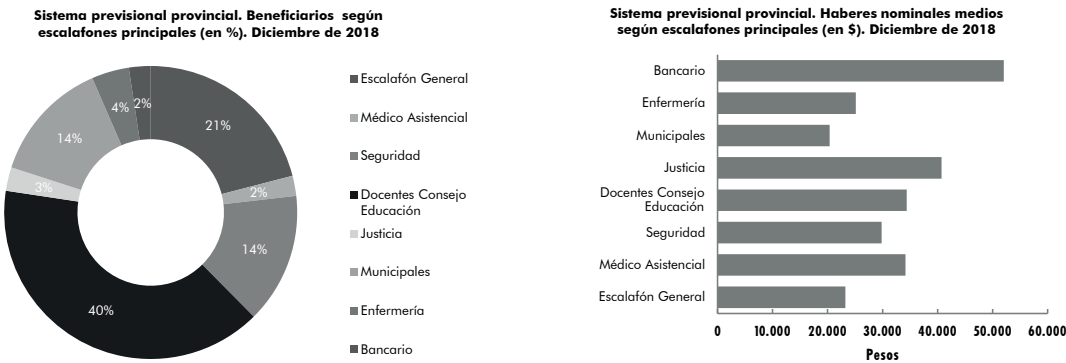 Sistema previsional provincial. Beneficiarios según
escalafones principales (en %). Diciembre de 2018
21%
2%
14%
40%
3%
14%
4%
2%
Escalafón General
Médico Asistencial
Seguridad
Docentes Consejo
Educación
Justicia
Municipales
Enfermería
Bancario
Sistema previsional provincial. Haberes nominales medios
según escalafones principales (en $). Diciembre de 2018
Bancario
Enfermería
Municipales
Justicia
Docentes Consejo
Educación
Seguridad
Médico Asistencial
Escalafón General
0 10.000 20.000 30.000 40.000 50.000 60.000
Pesos